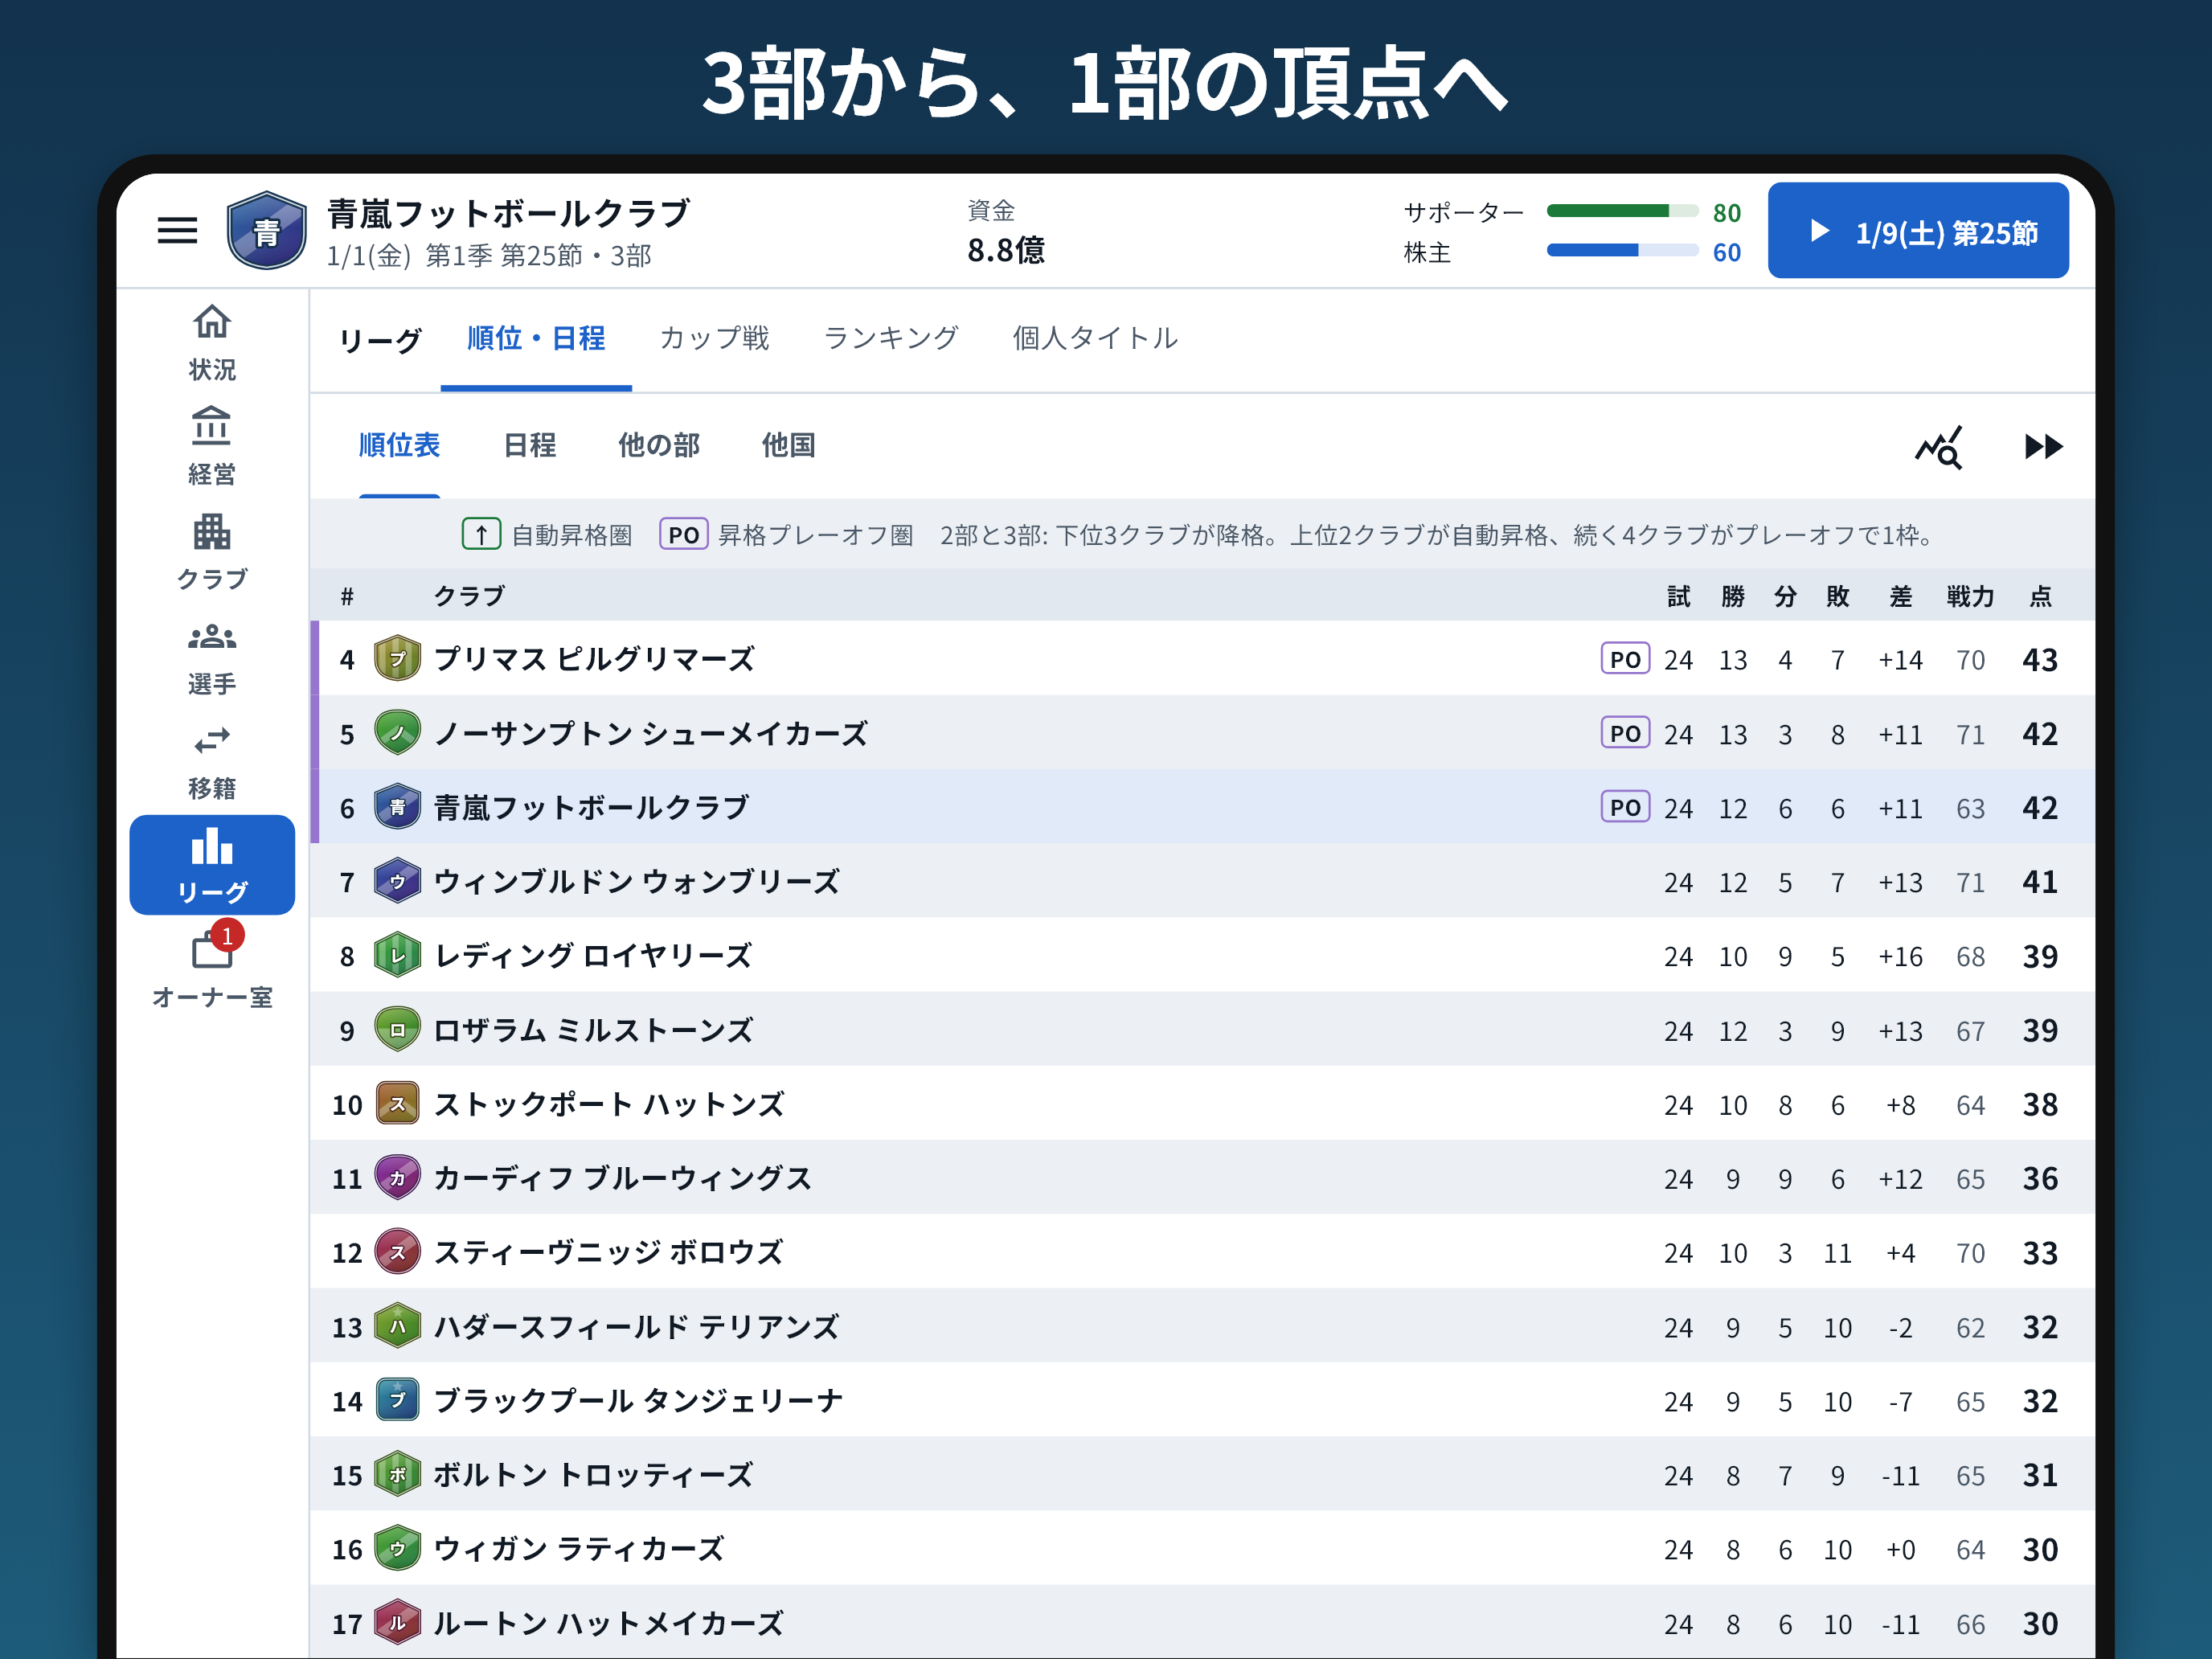 3部から、1部の頂点へ
青
青嵐フットボールクラブ
1/1(金) 第1季 第25節・3部
資金
8.8億
サポーター 80
株主 60
1/9(土) 第25節
状況
経営
クラブ
選手
移籍
リーグ
1
オーナー室
リーグ 順位・日程 カップ戦 ランキング 個人タイトル
順位表 日程 他の部 他国
↑ 自動昇格圏 PO 昇格プレーオフ圏 2部と3部: 下位3クラブが降格。上位2クラブが自動昇格、続く4クラブがプレーオフで1枠。
# クラブ 試 勝 分 敗 差 戦力 点
4 プ プリマス ピルグリマーズ PO 24 13 4 7 +14 70 43
5 ノ ノーサンプトン シューメイカーズ PO 24 13 3 8 +11 71 42
6 青 青嵐フットボールクラブ PO 24 12 6 6 +11 63 42
7 ウ ウィンブルドン ウォンブリーズ 24 12 5 7 +13 71 41
8 レ レディング ロイヤリーズ 24 10 9 5 +16 68 39
9 ロ ロザラム ミルストーンズ 24 12 3 9 +13 67 39
10 ス ストックポート ハットンズ 24 10 8 6 +8 64 38
11 カ カーディフ ブルーウィングス 24 9 9 6 +12 65 36
12 ス スティーヴニッジ ボロウズ 24 10 3 11 +4 70 33
13 ハ ハダースフィールド テリアンズ 24 9 5 10 -2 62 32
14 ブ ブラックプール タンジェリーナ 24 9 5 10 -7 65 32
15 ボ ボルトン トロッティーズ 24 8 7 9 -11 65 31
16 ウ ウィガン ラティカーズ 24 8 6 10 +0 64 30
17 ル ルートン ハットメイカーズ 24 8 6 10 -11 66 30